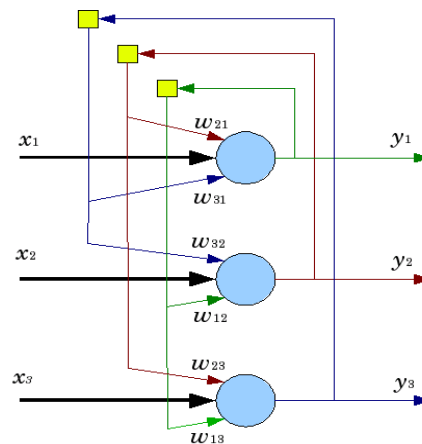 w₂₁
x₁ y₁
w₃₁
w₃₂
x₂ y₂
w₁₂
w₂₃
x₃ y₃
w₁₃